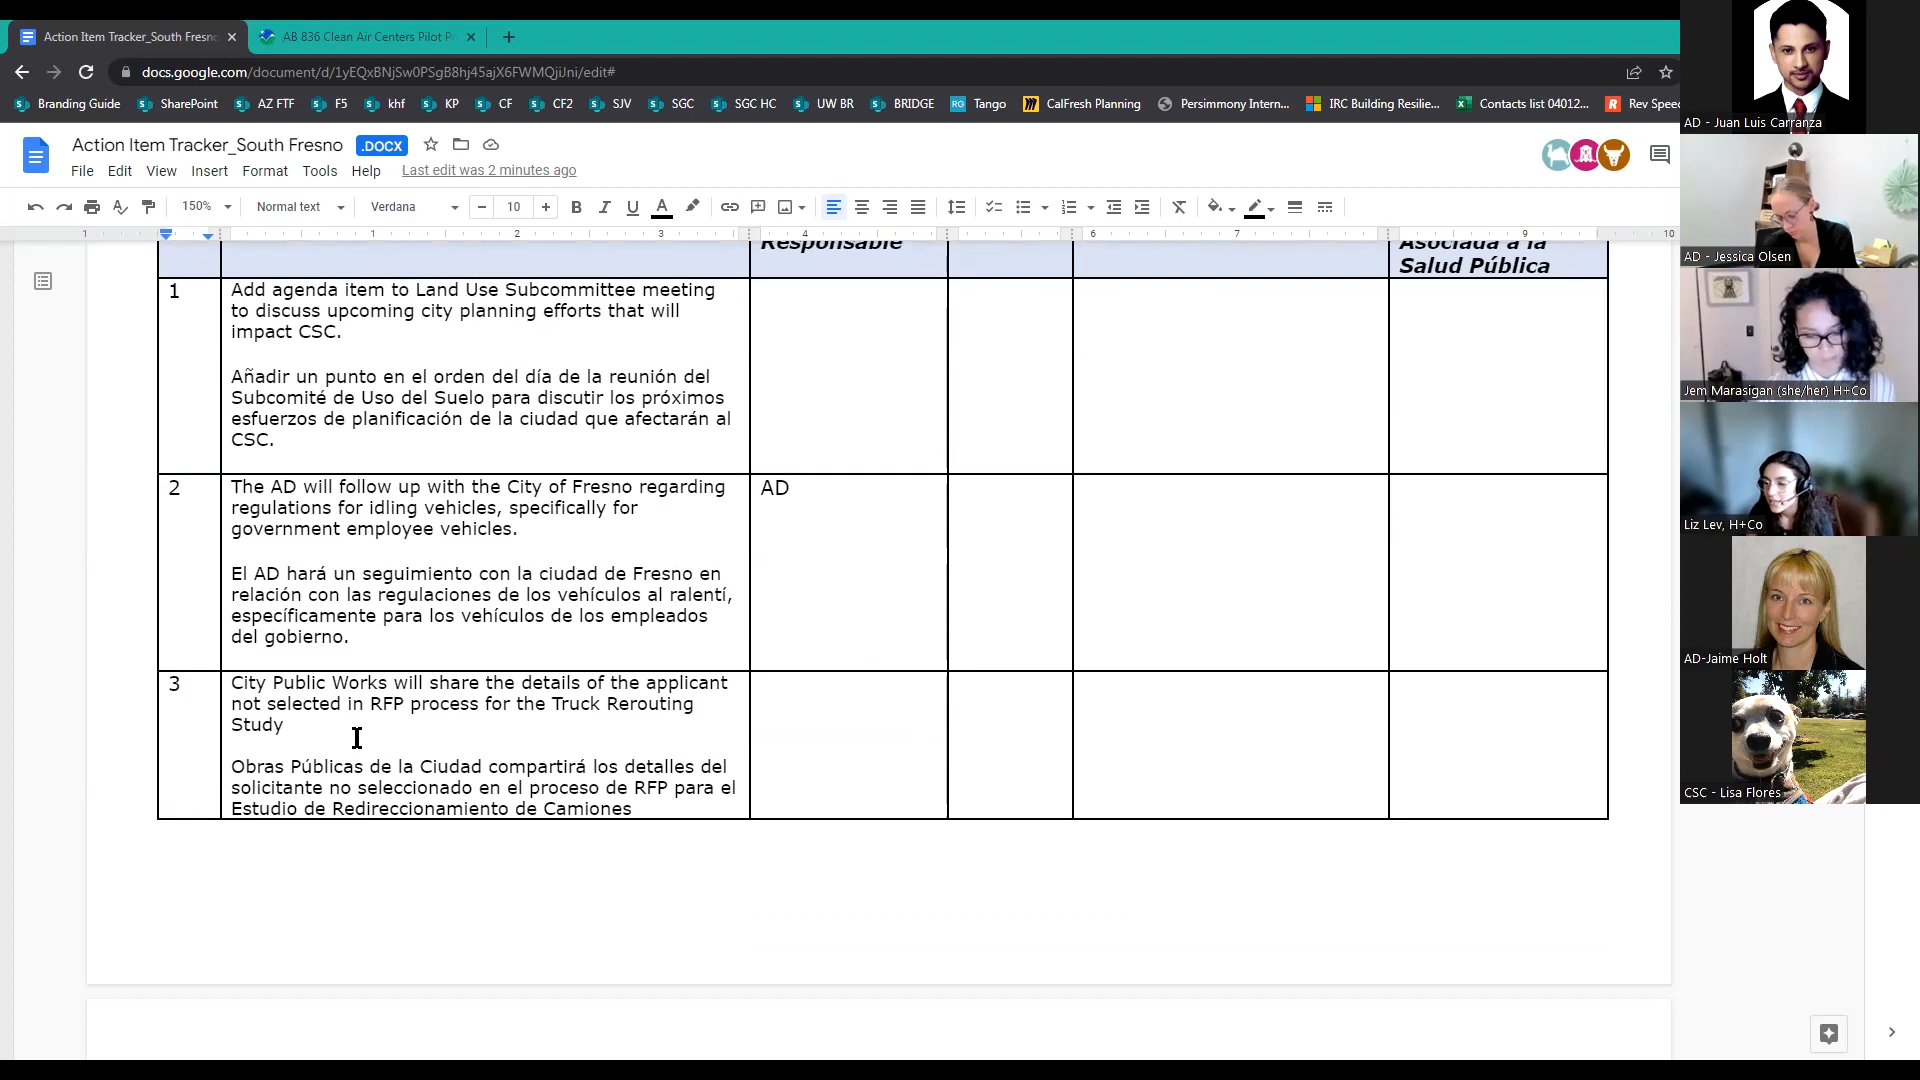 Action Item Tracker_South Fresn
AB 836 Clean Air Centers Pilot P
docs.google.com/document/d/1yEQxBNjSw0PSgB8hj45ajX6FWMQjiJni/edit#
Branding Guide
SharePoint
AZ FTF
F5
khf
KP
CF
CF2
SJV
SGC
SGC HC
UW BR
BRIDGE
Tango
CalFresh Planning
Persimmony Intern...
IRC Building Resilie...
Contacts list 04012...
Rev Speec
Action Item Tracker_South Fresno
.DOCX
File Edit View Insert Format Tools Help
Last edit was 2 minutes ago
150%
Normal text
Verdana
10
1 1 2 3 4 6 7 9 10
Responsable
Asociada a la
Salud Pública
1
Add agenda item to Land Use Subcommittee meeting
to discuss upcoming city planning efforts that will
impact CSC.
Añadir un punto en el orden del día de la reunión del
Subcomité de Uso del Suelo para discutir los próximos
esfuerzos de planificación de la ciudad que afectarán al
CSC.
2
The AD will follow up with the City of Fresno regarding
regulations for idling vehicles, specifically for
government employee vehicles.
El AD hará un seguimiento con la ciudad de Fresno en
relación con las regulaciones de los vehículos al ralentí,
específicamente para los vehículos de los empleados
del gobierno.
AD
3
City Public Works will share the details of the applicant
not selected in RFP process for the Truck Rerouting
Study
Obras Públicas de la Ciudad compartirá los detalles del
solicitante no seleccionado en el proceso de RFP para el
Estudio de Redireccionamiento de Camiones
AD - Juan Luis Carranza
AD - Jessica Olsen
Jem Marasigan (she/her) H+Co
Liz Lev, H+Co
AD-Jaime Holt
CSC - Lisa Flores